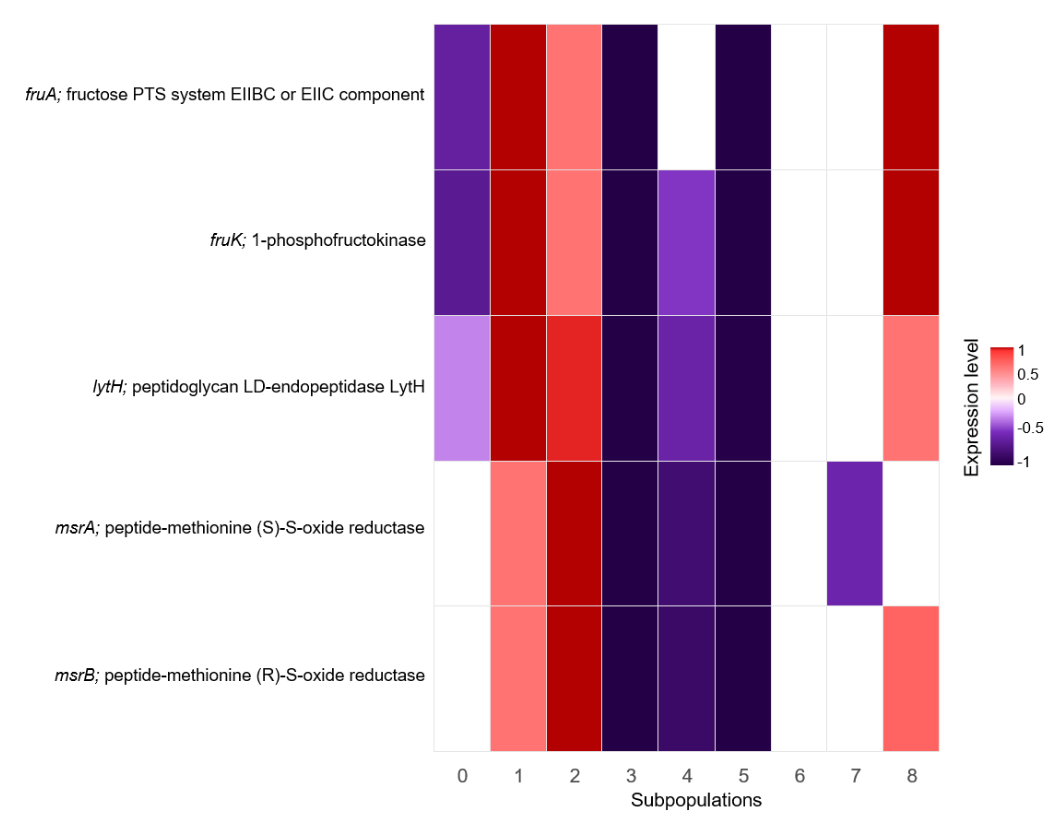 fruA; fructose PTS system EIIBC or EIIC component
fruK; 1-phosphofructokinase
lytH; peptidoglycan LD-endopeptidase LytH
msrA; peptide-methionine (S)-S-oxide reductase
msrB; peptide-methionine (R)-S-oxide reductase
0 1 2 3 4 5 6 7 8
Subpopulations
Expression level
1
0.5
0
-0.5
-1